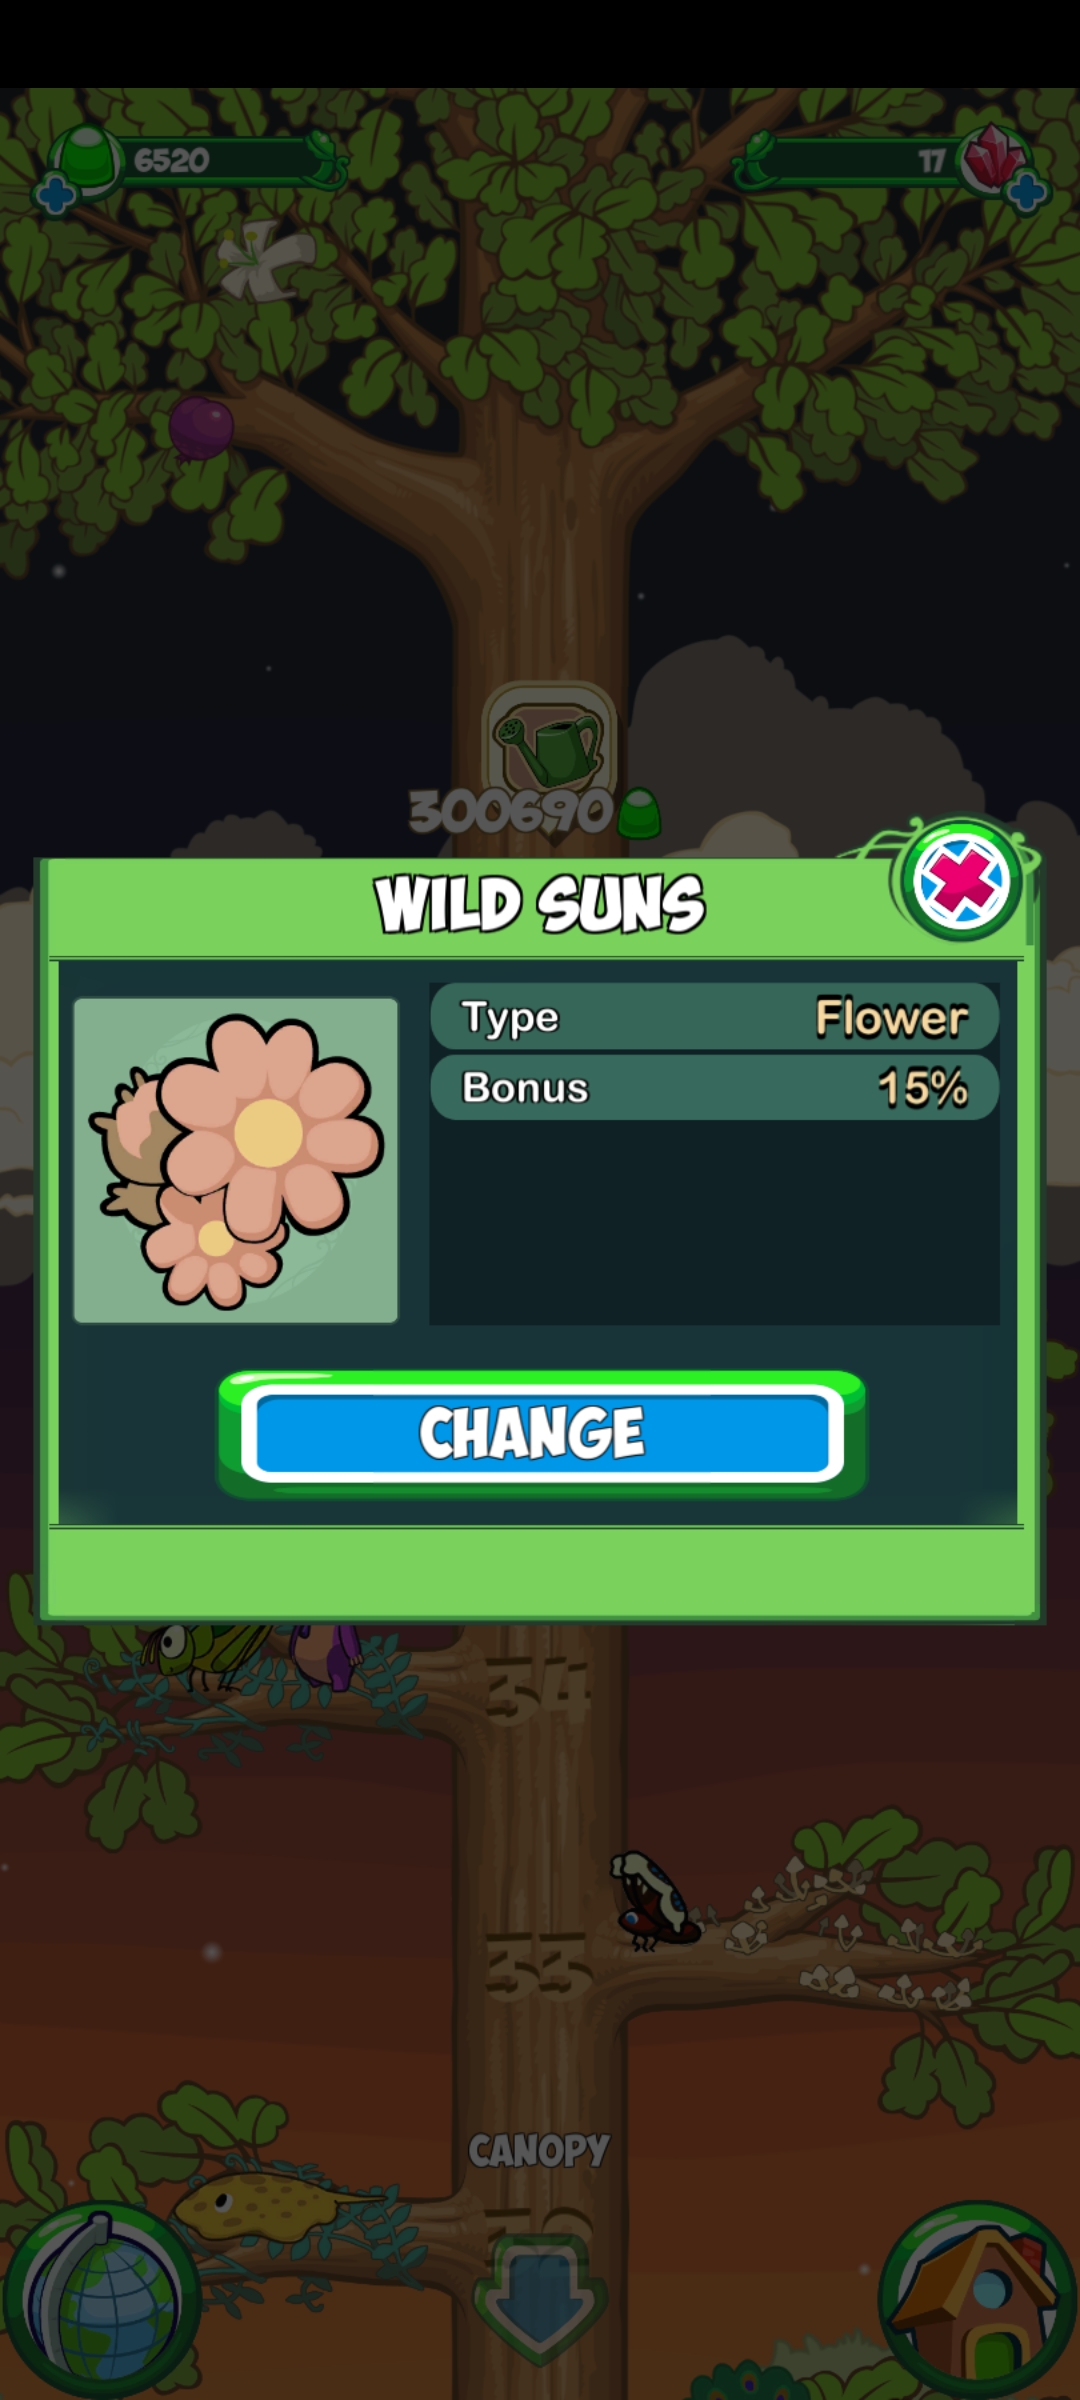 6520
17
300690
WILD SUNS
Type Flower
Bonus 15%
CHANGE
34
33
CANOPY